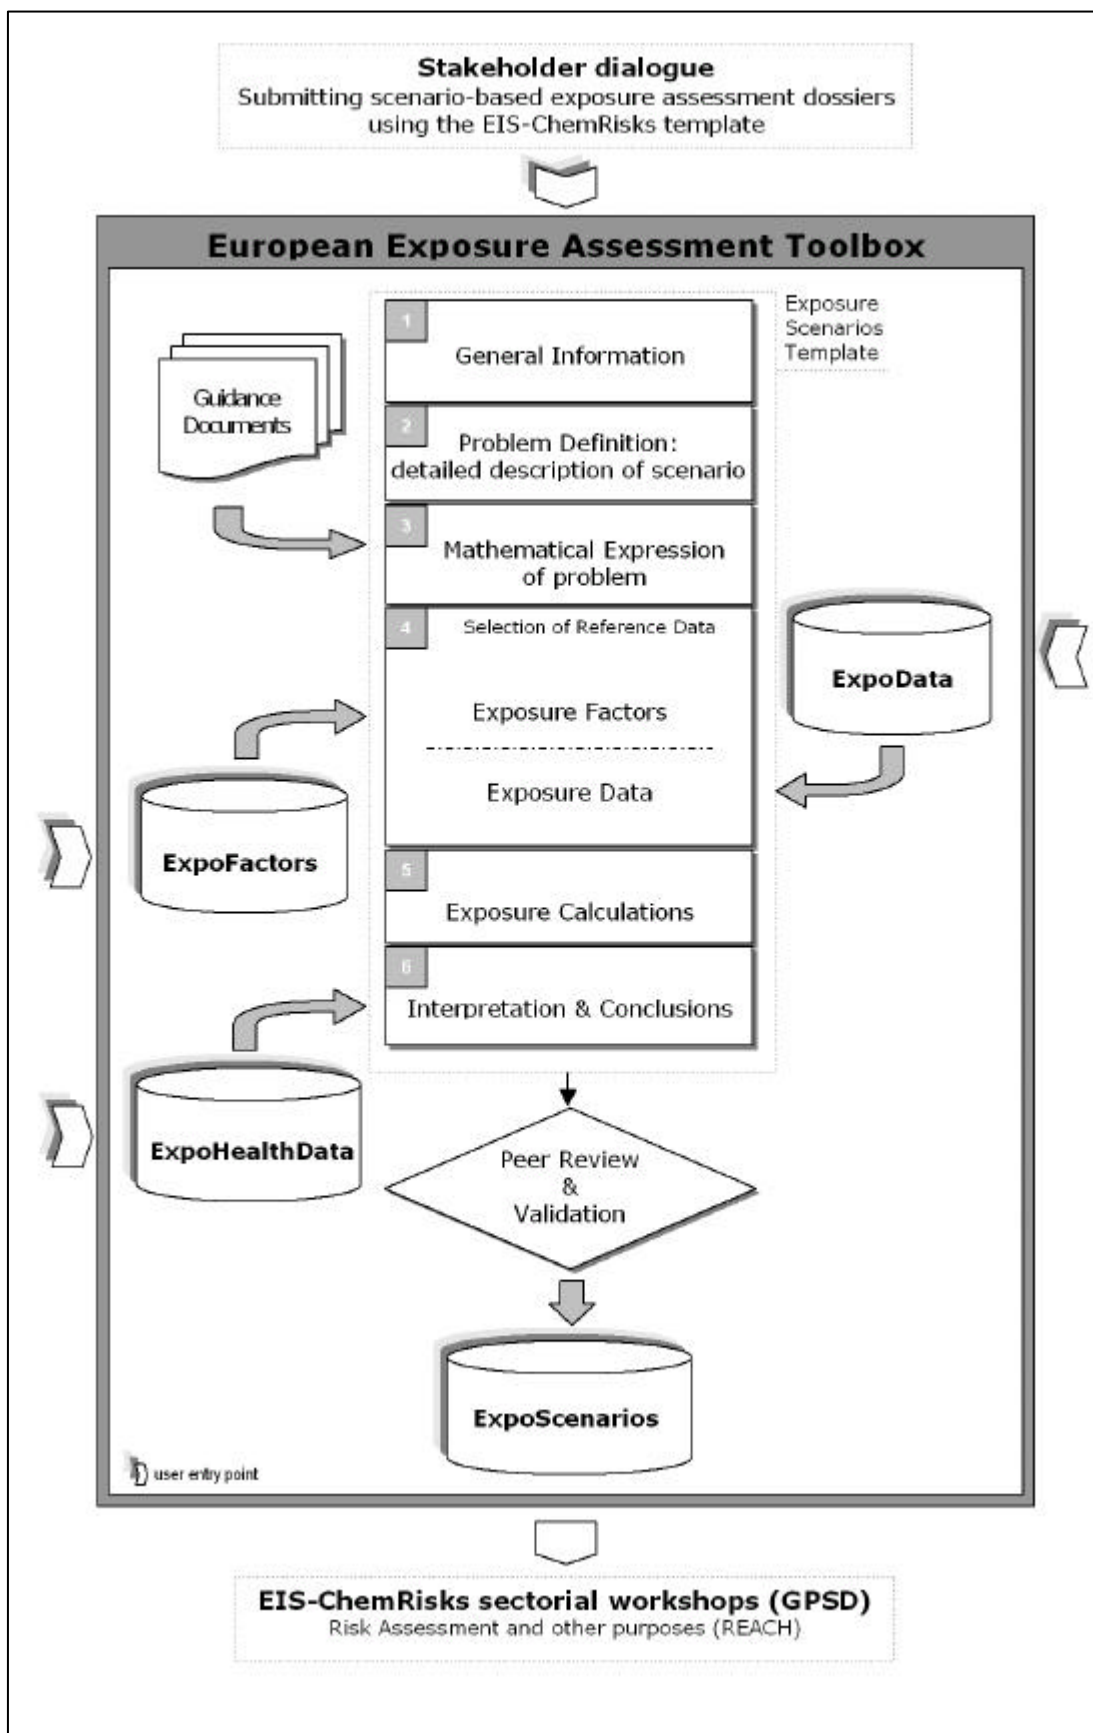 Stakeholder dialogue
Submitting scenario-based exposure assessment dossiers
using the EIS-ChemRisks template
European Exposure Assessment Toolbox
Exposure
Scenarios
Template
1
General Information
Guidance
Documents
2
Problem Definition:
detailed description of scenario
3
Mathematical Expression
of problem
4
Selection of Reference Data
ExpoData
Exposure Factors
Exposure Data
ExpoFactors
5
Exposure Calculations
6
Interpretation & Conclusions
ExpoHealthData
Peer Review
&
Validation
ExpoScenarios
user entry point
EIS-ChemRisks sectorial workshops (GPSD)
Risk Assessment and other purposes (REACH)